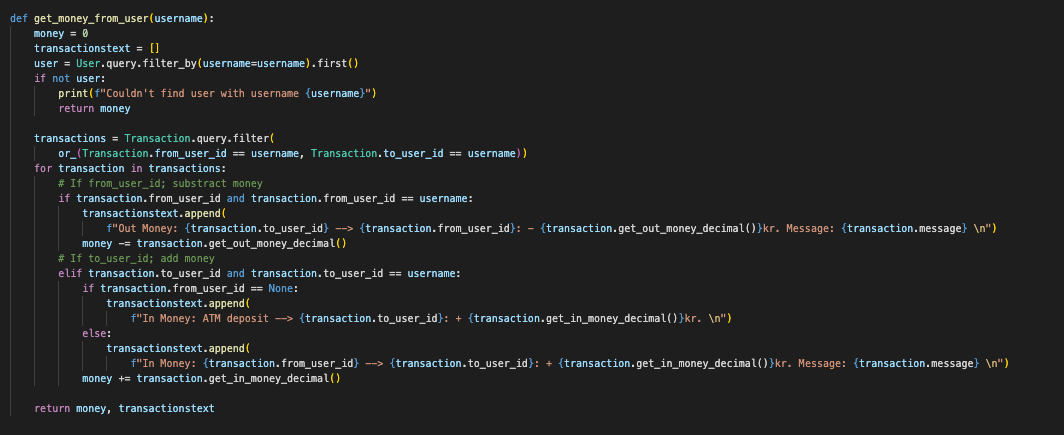 def get_money_from_user(username):
    money = 0
    transactionstext = []
    user = User.query.filter_by(username=username).first()
    if not user:
        print(f"Couldn't find user with username {username}")
        return money

    transactions = Transaction.query.filter(
        or_(Transaction.from_user_id == username, Transaction.to_user_id == username))
    for transaction in transactions:
        # If from_user_id; substract money
        if transaction.from_user_id and transaction.from_user_id == username:
            transactionstext.append(
                f"Out Money: {transaction.to_user_id} --> {transaction.from_user_id}: - {transaction.get_out_money_decimal()}kr. Message: {transaction.message} \n")
            money -= transaction.get_out_money_decimal()
        # If to_user_id; add money
        elif transaction.to_user_id and transaction.to_user_id == username:
            if transaction.from_user_id == None:
                transactionstext.append(
                    f"In Money: ATM deposit --> {transaction.to_user_id}: + {transaction.get_in_money_decimal()}kr. \n")
            else:
                transactionstext.append(
                    f"In Money: {transaction.from_user_id} --> {transaction.to_user_id}: + {transaction.get_in_money_decimal()}kr. Message: {transaction.message} \n")
            money += transaction.get_in_money_decimal()

    return money, transactionstext